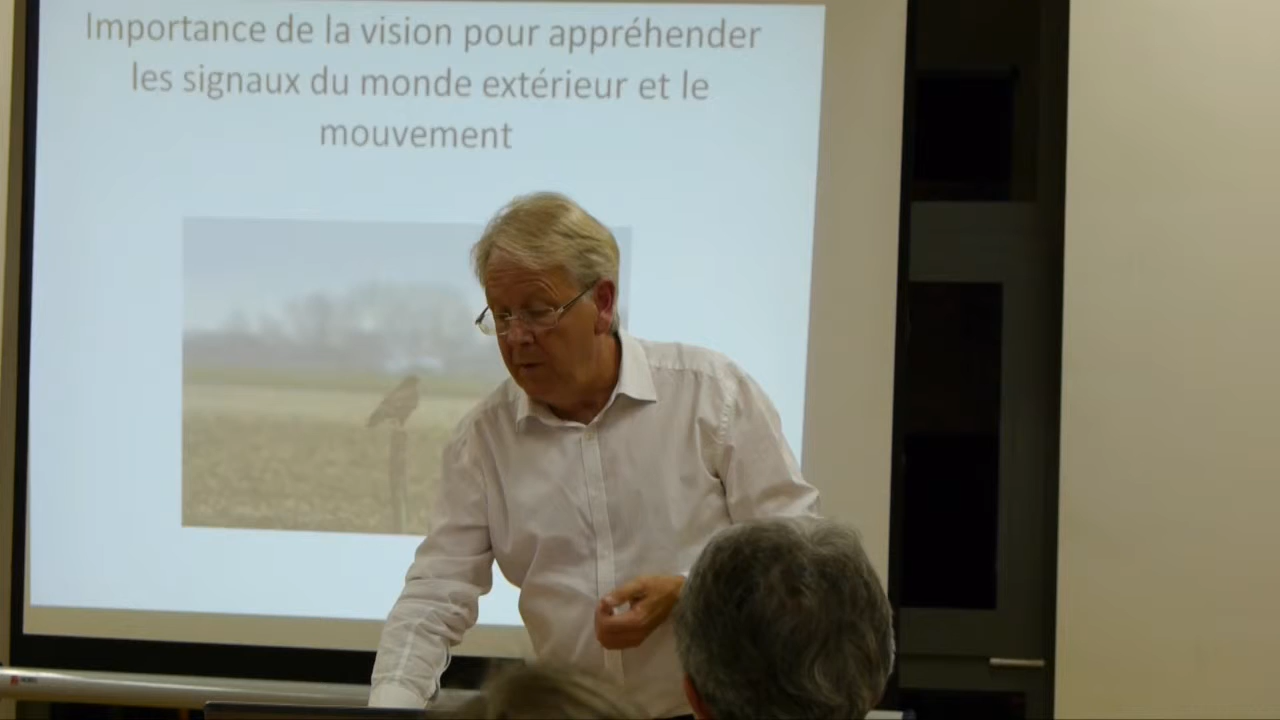 Importance de la vision pour appréhender
les signaux du monde extérieur et le
mouvement